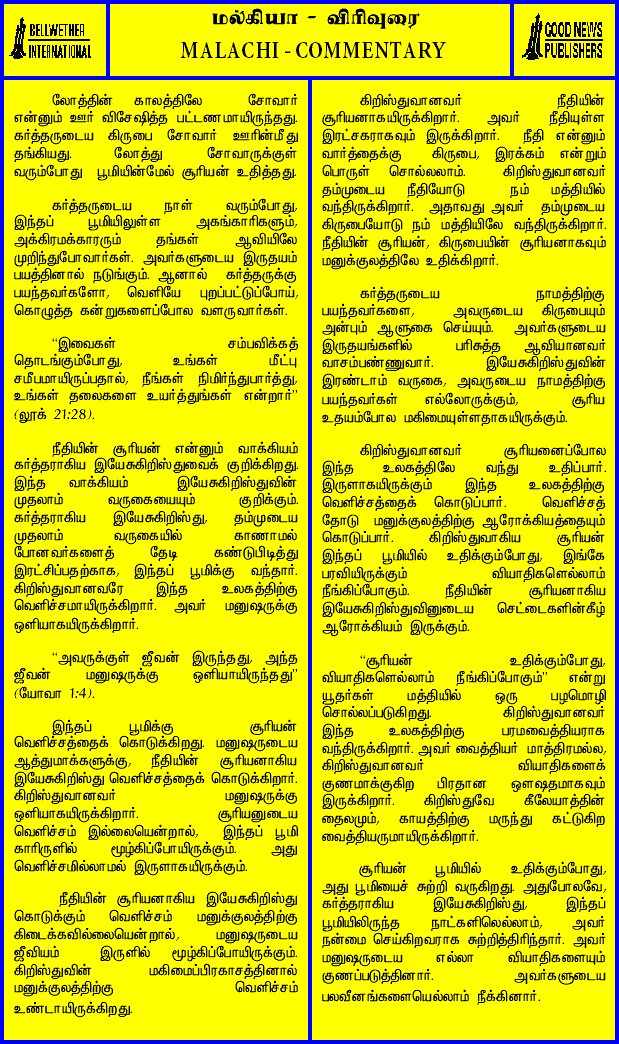 BELLWETHER
INTERNATIONAL
மல்கியா - விரிவுரை
MALACHI - COMMENTARY
GOOD NEWS
PUBLISHERS
லோத்தின் காலத்திலே சோவார்
என்னும் ஊர் விசேஷித்த பட்டணமாயிருந்தது.
கர்த்தருடைய கிருபை சோவார் ஊரின்மீது
தங்கியது. லோத்து சோவாருக்குள்
வரும்போது பூமியின்மேல் சூரியன் உதித்தது.
கர்த்தருடைய நாள் வரும்போது,
இந்தப் பூமியிலுள்ள அகங்காரிகளும்,
அக்கிரமக்காரரும் தங்கள் ஆவியிலே
முறிந்துபோவார்கள். அவர்களுடைய இருதயம்
பயத்தினால் நடுங்கும். ஆனால் கர்த்தருக்கு
பயந்தவர்களோ, வெளியே புறப்பட்டுப்போய்,
கொழுத்த கன்றுகளைப்போல வளருவார்கள்.
“இவைகள் சம்பவிக்கத்
தொடங்கும்போது, உங்கள் மீட்பு
சமீபமாயிருப்பதால், நீங்கள் நிமிர்ந்துபார்த்து,
உங்கள் தலைகளை உயர்த்துங்கள் என்றார்”
(லூக் 21:28).
நீதியின் சூரியன் என்னும் வாக்கியம்
கர்த்தராகிய இயேசுகிறிஸ்துவைக் குறிக்கிறது.
இந்த வாக்கியம் இயேசுகிறிஸ்துவின்
முதலாம் வருகையையும் குறிக்கும்.
கர்த்தராகிய இயேசுகிறிஸ்து, தம்முடைய
முதலாம் வருகையில் காணாமல்
போனவர்களைத் தேடி கண்டுபிடித்து
இரட்சிப்பதற்காக, இந்தப் பூமிக்கு வந்தார்.
கிறிஸ்துவானவரே இந்த உலகத்திற்கு
வெளிச்சமாயிருக்கிறார். அவர் மனுஷருக்கு
ஒளியாகயிருக்கிறார்.
“அவருக்குள் ஜீவன் இருந்தது, அந்த
ஜீவன் மனுஷருக்கு ஒளியாயிருந்தது”
(யோவா 1:4).
இந்தப் பூமிக்கு சூரியன்
வெளிச்சத்தைக் கொடுக்கிறது. மனுஷருடைய
ஆத்துமாக்களுக்கு, நீதியின் சூரியனாகிய
இயேசுகிறிஸ்து வெளிச்சத்தைக் கொடுக்கிறார்.
கிறிஸ்துவானவர் மனுஷருக்கு
ஒளியாகயிருக்கிறார். சூரியனுடைய
வெளிச்சம் இல்லையென்றால், இந்தப் பூமி
காரிருளில் மூழ்கிப்போயிருக்கும். அது
வெளிச்சமில்லாமல் இருளாகயிருக்கும்.
நீதியின் சூரியனாகிய இயேசுகிறிஸ்து
கொடுக்கும் வெளிச்சம் மனுக்குலத்திற்கு
கிடைக்கவில்லையென்றால், மனுஷருடைய
ஜீவியம் இருளில் மூழ்கிப்போயிருக்கும்.
கிறிஸ்துவின் மகிமைப்பிரகாசத்தினால்
மனுக்குலத்திற்கு வெளிச்சம்
உண்டாயிருக்கிறது.
கிறிஸ்துவானவர் நீதியின்
சூரியனாகயிருக்கிறார். அவர் நீதியுள்ள
இரட்சகராகவும் இருக்கிறார். நீதி என்னும்
வார்த்தைக்கு கிருபை, இரக்கம் என்றும்
பொருள் சொல்லலாம். கிறிஸ்துவானவர்
தம்முடைய நீதியோடு நம் மத்தியில்
வந்திருக்கிறார். அதாவது அவர் தம்முடைய
கிருபையோடு நம் மத்தியிலே வந்திருக்கிறார்.
நீதியின் சூரியன், கிருபையின் சூரியனாகவும்
மனுக்குலத்திலே உதிக்கிறார்.
கர்த்தருடைய நாமத்திற்கு
பயந்தவர்களை, அவருடைய கிருபையும்
அன்பும் ஆளுகை செய்யும். அவர்களுடைய
இருதயங்களில் பரிசுத்த ஆவியானவர்
வாசம்பண்ணுவார். இயேசுகிறிஸ்துவின்
இரண்டாம் வருகை, அவருடைய நாமத்திற்கு
பயந்தவர்கள் எல்லோருக்கும், சூரிய
உதயம்போல மகிமையுள்ளதாகயிருக்கும்.
கிறிஸ்துவானவர் சூரியனைப்போல
இந்த உலகத்திலே வந்து உதிப்பார்.
இருளாகயிருக்கும் இந்த உலகத்திற்கு
வெளிச்சத்தைக் கொடுப்பார். வெளிச்சத்
தோடு மனுக்குலத்திற்கு ஆரோக்கியத்தையும்
கொடுப்பார். கிறிஸ்துவாகிய சூரியன்
இந்தப் பூமியில் உதிக்கும்போது, இங்கே
பரவியிருக்கும் வியாதிகளெல்லாம்
நீங்கிப்போகும். நீதியின் சூரியனாகிய
இயேசுகிறிஸ்துவினுடைய செட்டைகளின்கீழ்
ஆரோக்கியம் இருக்கும்.
“சூரியன் உதிக்கும்போது,
வியாதிகளெல்லாம் நீங்கிப்போகும்” என்று
யூதர்கள் மத்தியில் ஒரு பழமொழி
சொல்லப்படுகிறது. கிறிஸ்துவானவர்
இந்த உலகத்திற்கு பரமவைத்தியராக
வந்திருக்கிறார். அவர் வைத்தியர் மாத்திரமல்ல,
கிறிஸ்துவானவர் வியாதிகளைக்
குணமாக்குகிற பிரதான ஒளஷதமாகவும்
இருக்கிறார். கிறிஸ்துவே கீலேயாத்தின்
தைலமும், காயத்திற்கு மருந்து கட்டுகிற
வைத்தியருமாயிருக்கிறார்.
சூரியன் பூமியில் உதிக்கும்போது,
அது பூமியைச் சுற்றி வருகிறது. அதுபோலவே,
கர்த்தராகிய இயேசுகிறிஸ்து, இந்தப்
பூமியிலிருந்த நாட்களிலெல்லாம், அவர்
நன்மை செய்கிறவராக சுற்றித்திரிந்தார். அவர்
மனுஷருடைய எல்லா வியாதிகளையும்
குணப்படுத்தினார். அவர்களுடைய
பலவீனங்களையெல்லாம் நீக்கினார்.